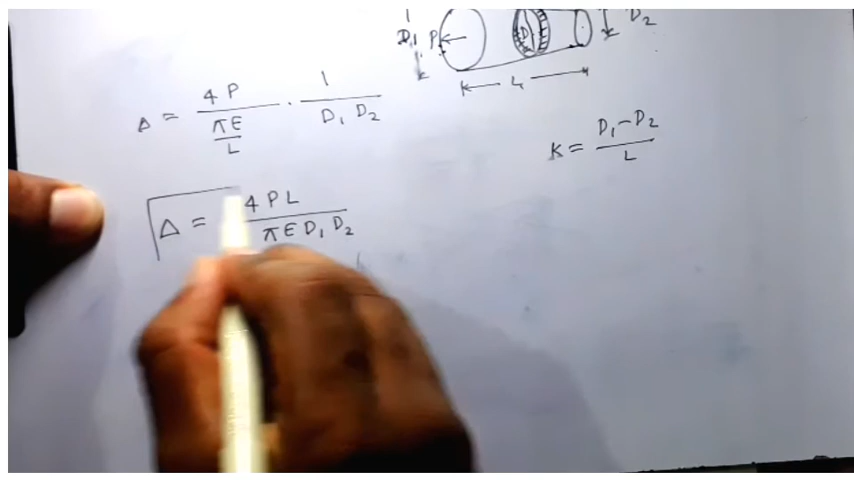 D₁ P D D₂
L
Δ = 4P / (πE / L) · 1 / (D₁ D₂)
K = (D₁ − D₂) / L
Δ = 4PL / (πE D₁ D₂)